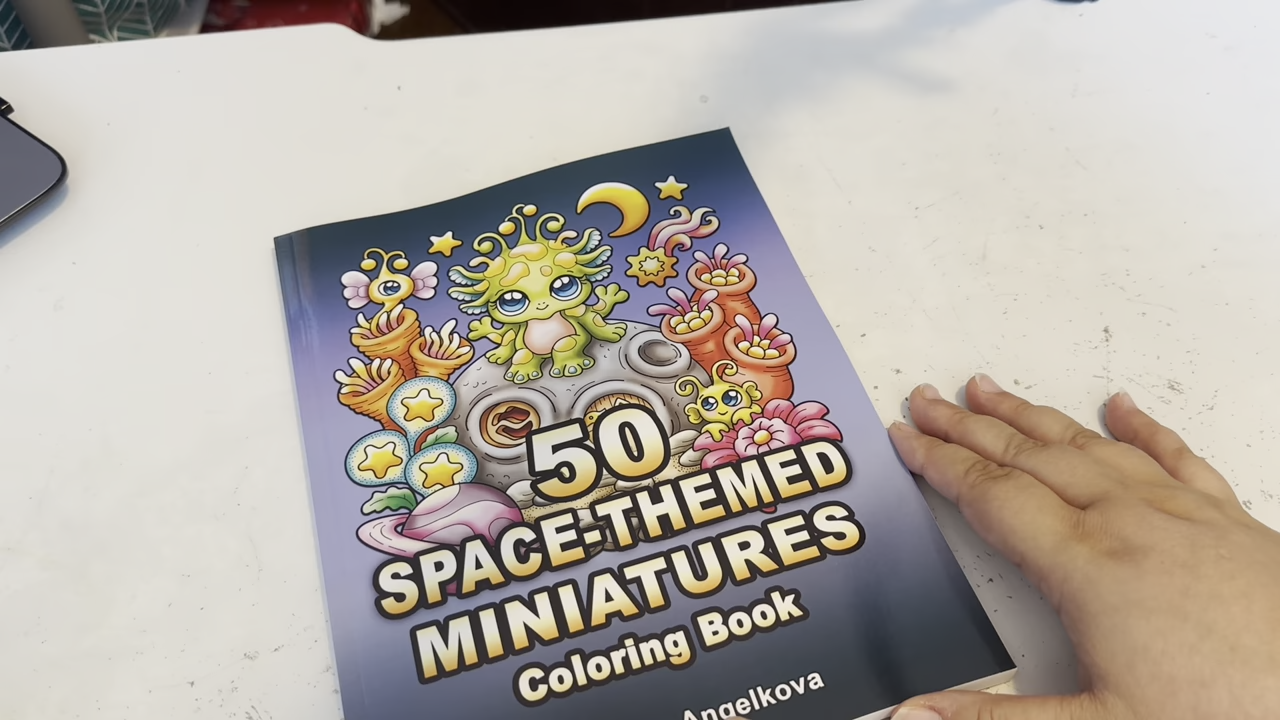 50
SPACE-THEMED
MINIATURES
Coloring Book
Angelkova